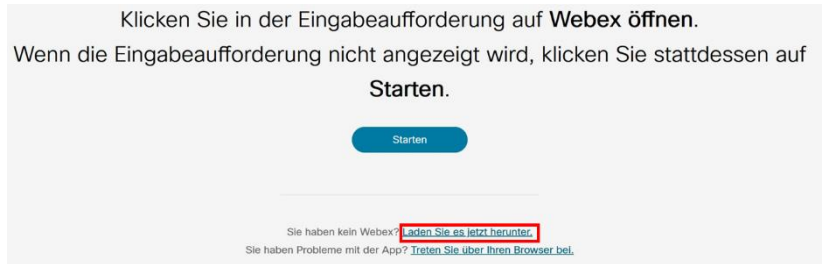 Klicken Sie in der Eingabeaufforderung auf Webex öffnen.
Wenn die Eingabeaufforderung nicht angezeigt wird, klicken Sie stattdessen auf
Starten.
Starten
Sie haben kein Webex? Laden Sie es jetzt herunter.
Sie haben Probleme mit der App? Treten Sie über Ihren Browser bei.